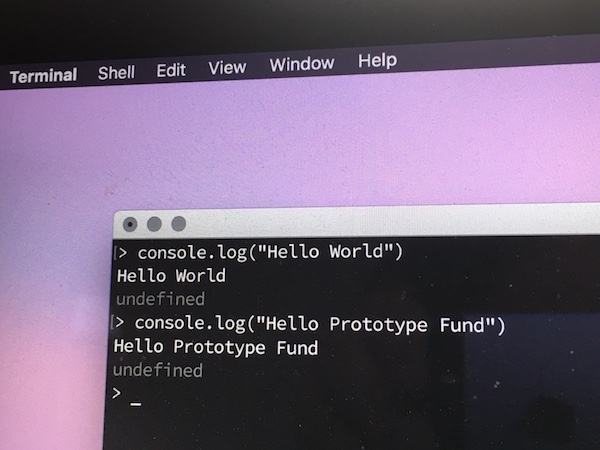 Terminal Shell Edit View Window Help
[> console.log("Hello World")
Hello World
undefined
[> console.log("Hello Prototype Fund")
Hello Prototype Fund
undefined
> _